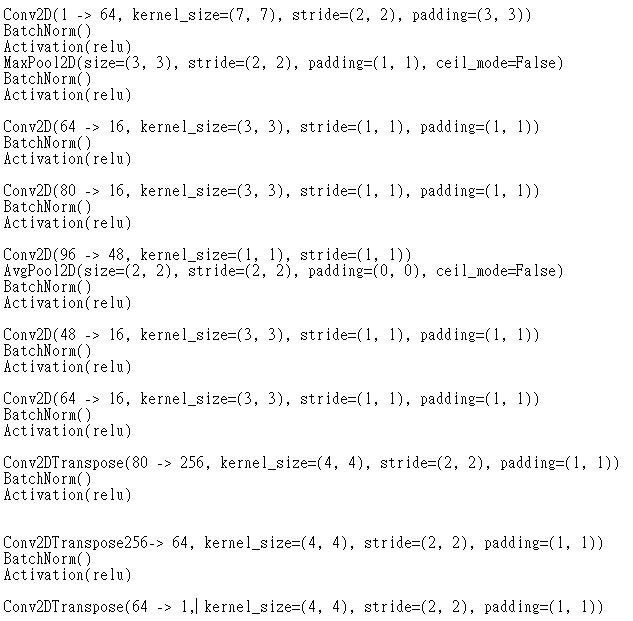 Conv2D(1 -> 64, kernel_size=(7, 7), stride=(2, 2), padding=(3, 3))
BatchNorm()
Activation(relu)
MaxPool2D(size=(3, 3), stride=(2, 2), padding=(1, 1), ceil_mode=False)
BatchNorm()
Activation(relu)
Conv2D(64 -> 16, kernel_size=(3, 3), stride=(1, 1), padding=(1, 1))
BatchNorm()
Activation(relu)
Conv2D(80 -> 16, kernel_size=(3, 3), stride=(1, 1), padding=(1, 1))
BatchNorm()
Activation(relu)
Conv2D(96 -> 48, kernel_size=(1, 1), stride=(1, 1))
AvgPool2D(size=(2, 2), stride=(2, 2), padding=(0, 0), ceil_mode=False)
BatchNorm()
Activation(relu)
Conv2D(48 -> 16, kernel_size=(3, 3), stride=(1, 1), padding=(1, 1))
BatchNorm()
Activation(relu)
Conv2D(64 -> 16, kernel_size=(3, 3), stride=(1, 1), padding=(1, 1))
BatchNorm()
Activation(relu)
Conv2DTranspose(80 -> 256, kernel_size=(4, 4), stride=(2, 2), padding=(1, 1))
BatchNorm()
Activation(relu)
Conv2DTranspose256-> 64, kernel_size=(4, 4), stride=(2, 2), padding=(1, 1))
BatchNorm()
Activation(relu)
Conv2DTranspose(64 -> 1, kernel_size=(4, 4), stride=(2, 2), padding=(1, 1))